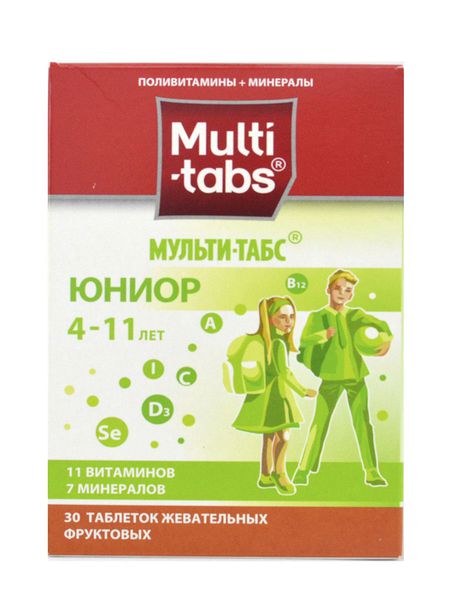 ПОЛИВИТАМИНЫ + МИНЕРАЛЫ
Multi
-tabs®
МУЛЬТИ-ТАБС®
ЮНИОР
4-11 ЛЕТ
B12
A
I
C
D3
Se
11 ВИТАМИНОВ
7 МИНЕРАЛОВ
30 ТАБЛЕТОК ЖЕВАТЕЛЬНЫХ
ФРУКТОВЫХ